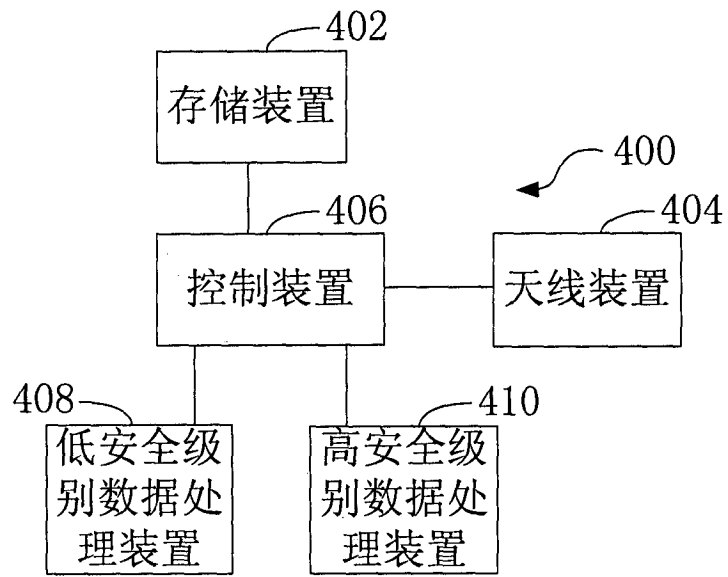 402
存储装置
400
406
控制装置
404
天线装置
408
低安全级
别数据处
理装置
410
高安全级
别数据处
理装置